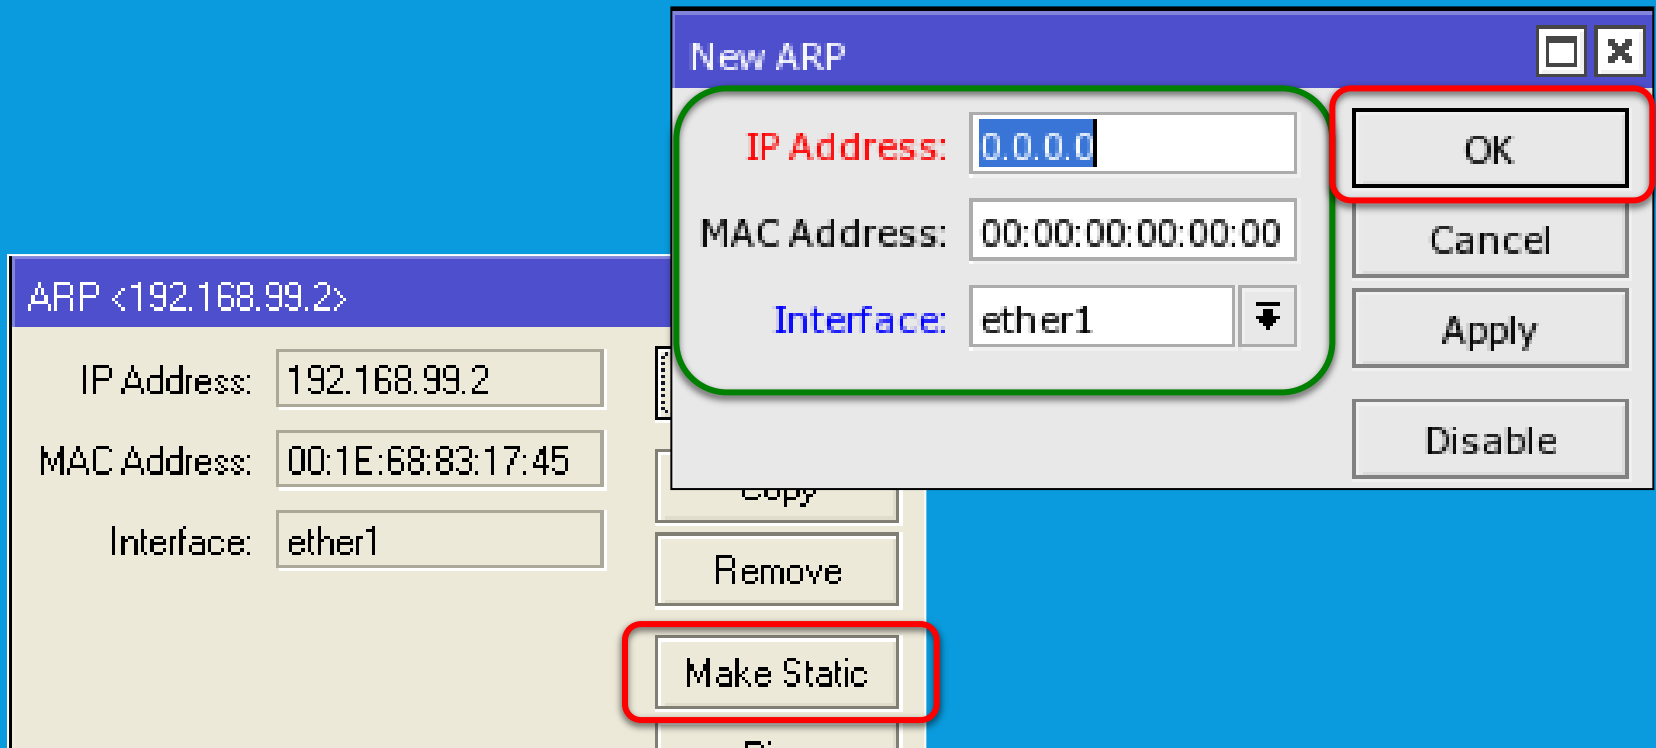 New ARP
IP Address: 0.0.0.0
MAC Address: 00:00:00:00:00:00
Interface: ether1
OK
Cancel
Apply
Disable
ARP <192.168.99.2>
IP Address: 192.168.99.2
MAC Address: 00:1E:68:83:17:45
Interface: ether1
Copy
Remove
Make Static